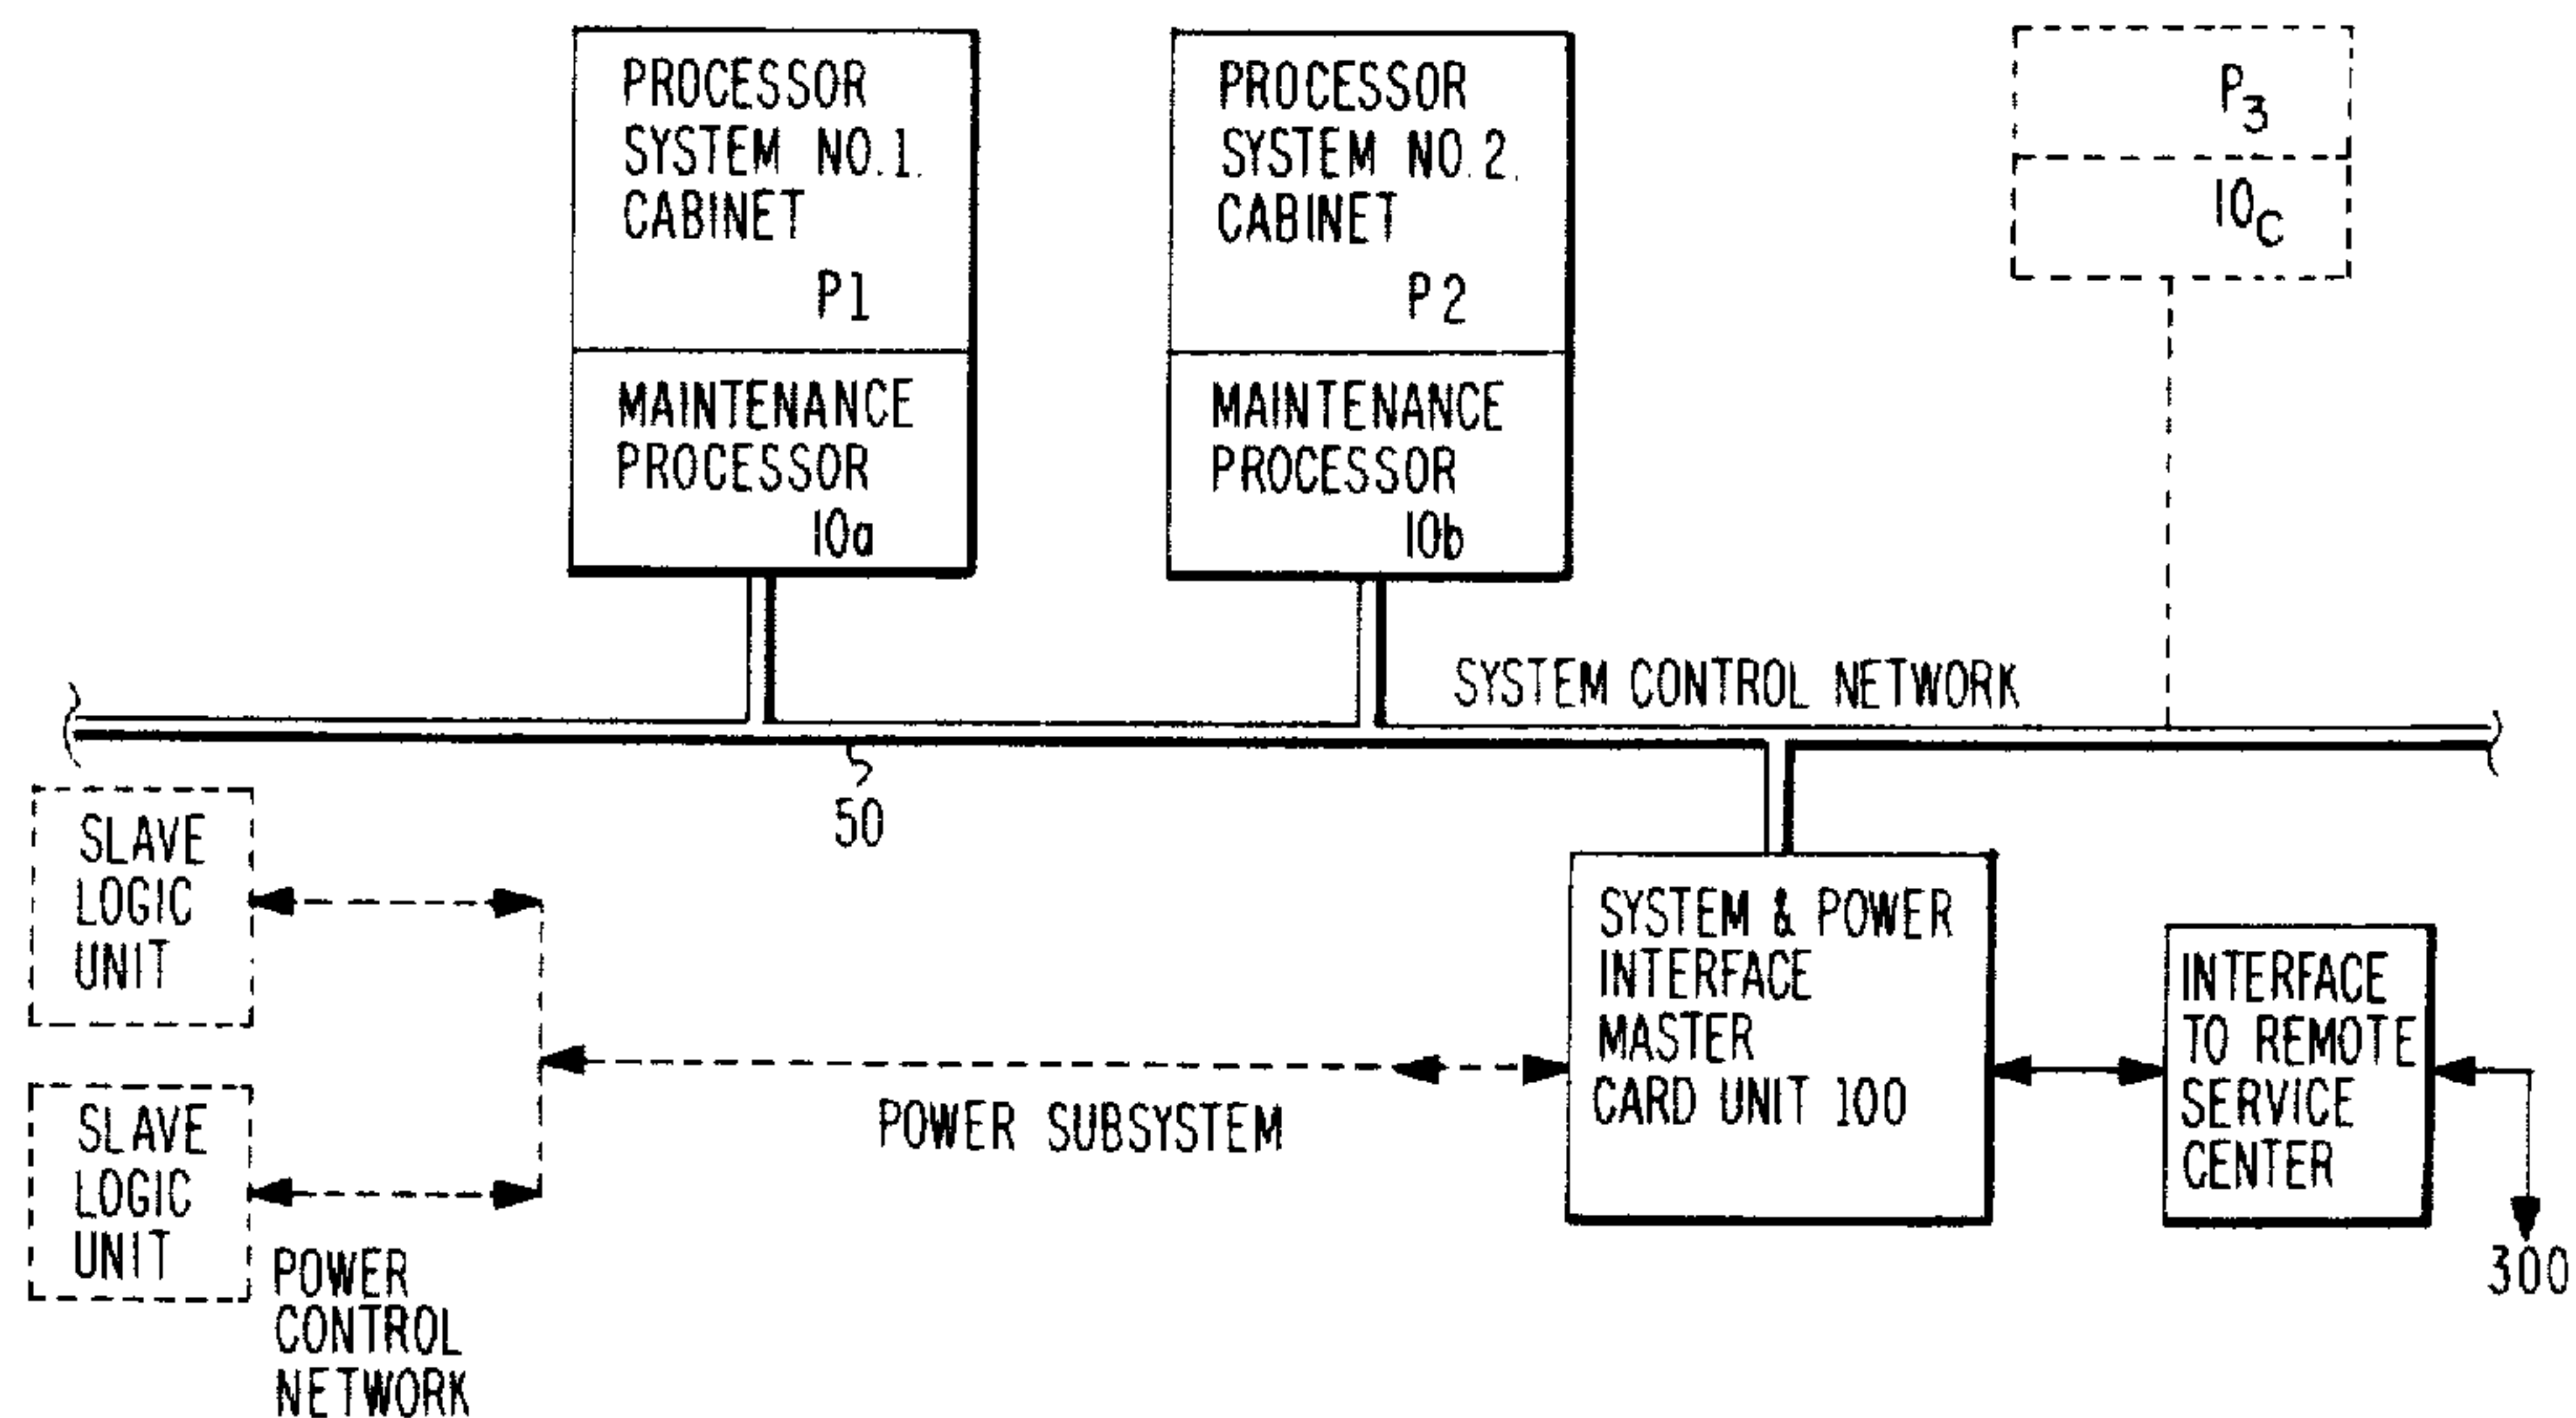 PROCESSOR
SYSTEM NO.1.
CABINET
P1
MAINTENANCE
PROCESSOR
10a
PROCESSOR
SYSTEM NO.2.
CABINET
P2
MAINTENANCE
PROCESSOR
10b
P3
10C
SYSTEM CONTROL NETWORK
50
SLAVE
LOGIC
UNIT
SLAVE
LOGIC
UNIT
POWER
CONTROL
NETWORK
POWER SUBSYSTEM
SYSTEM & POWER
INTERFACE
MASTER
CARD UNIT 100
INTERFACE
TO REMOTE
SERVICE
CENTER
300